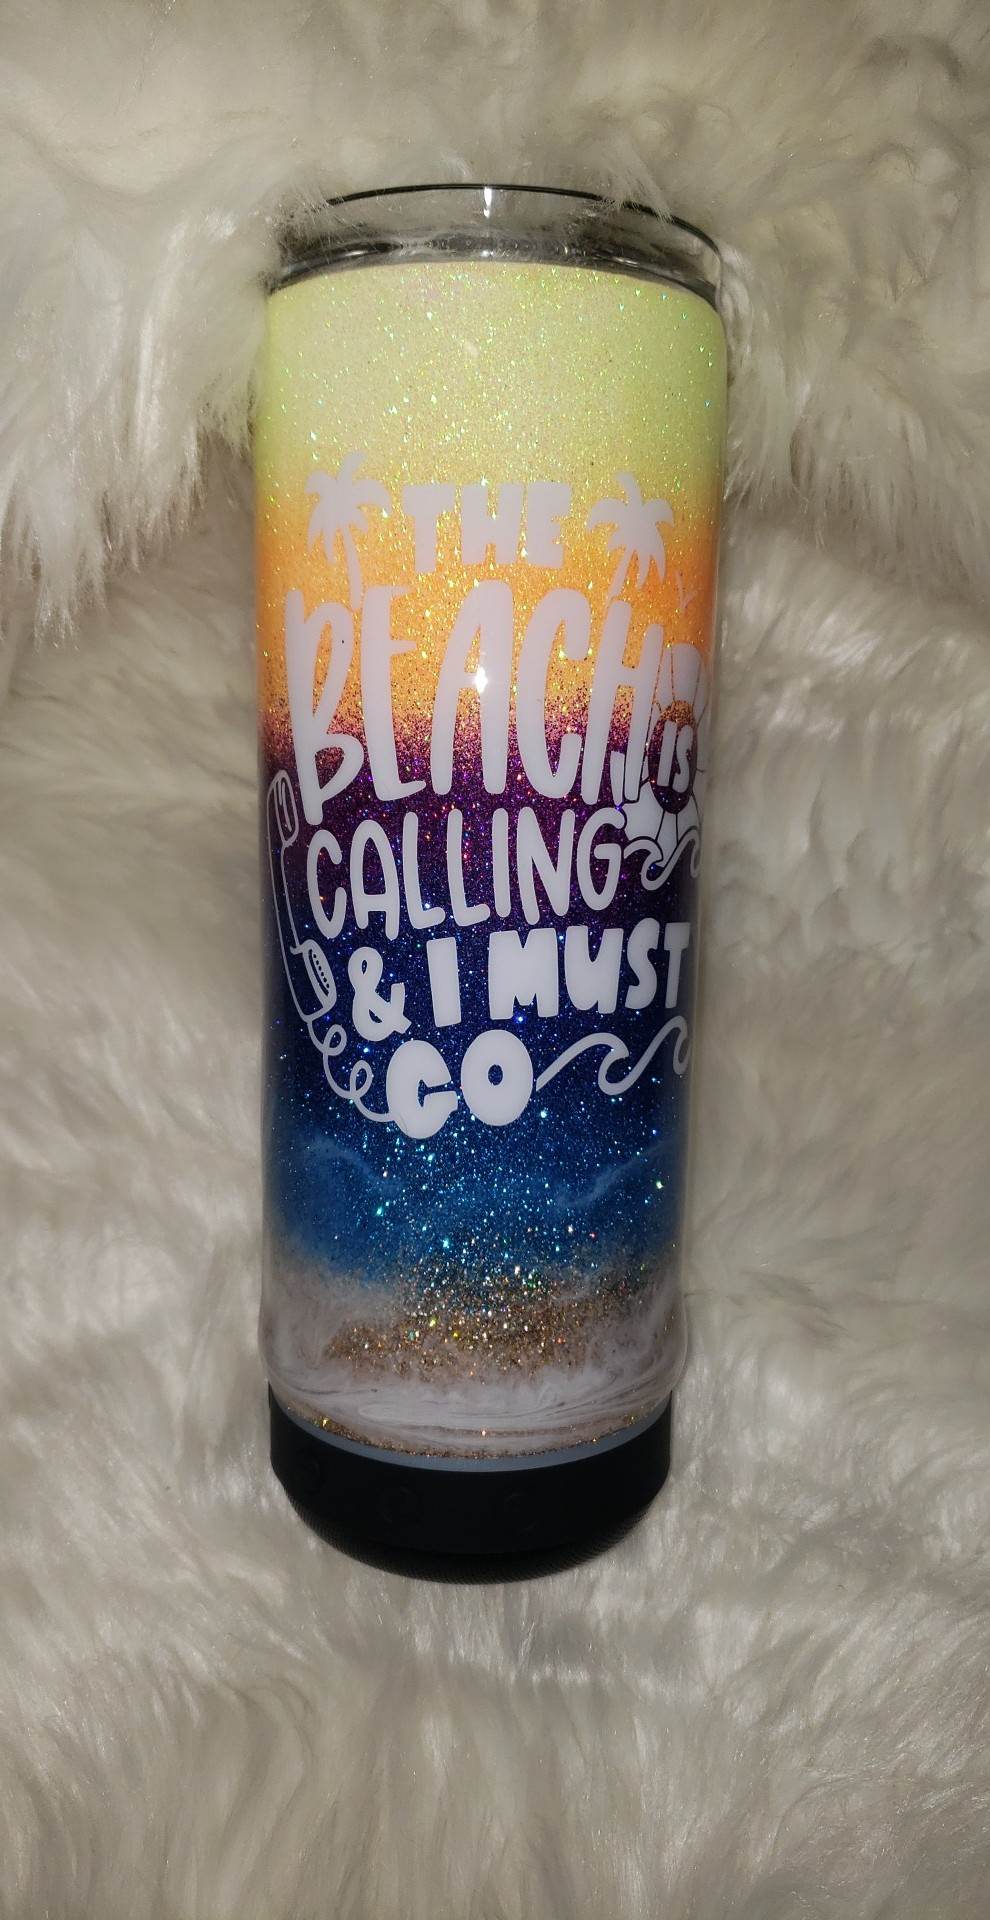 THE
BEACH IS
CALLING
& I MUST
GO